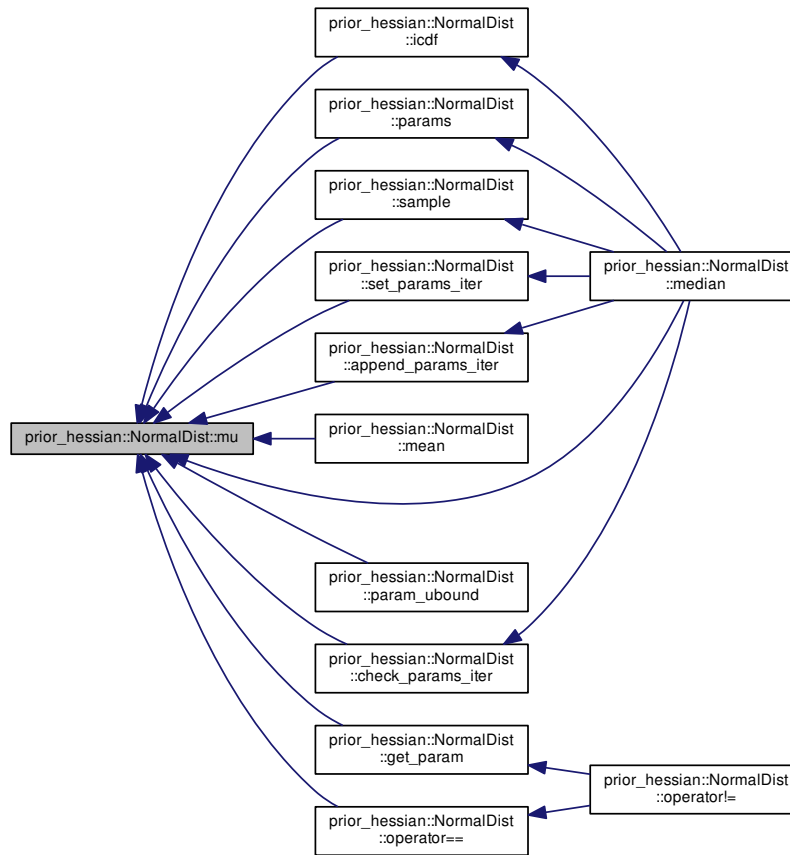 prior_hessian::NormalDist
::icdf
prior_hessian::NormalDist
::params
prior_hessian::NormalDist
::sample
prior_hessian::NormalDist
::set_params_iter
prior_hessian::NormalDist
::median
prior_hessian::NormalDist
::append_params_iter
prior_hessian::NormalDist::mu
prior_hessian::NormalDist
::mean
prior_hessian::NormalDist
::param_ubound
prior_hessian::NormalDist
::check_params_iter
prior_hessian::NormalDist
::get_param
prior_hessian::NormalDist
::operator!=
prior_hessian::NormalDist
::operator==